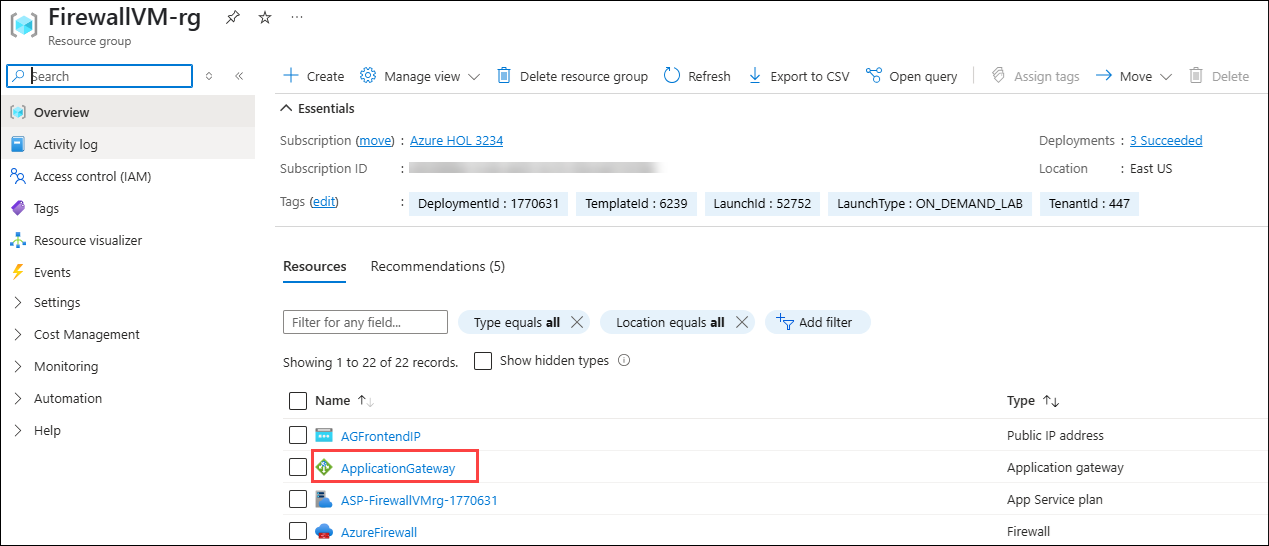 FirewallVM-rg
Resource group
Search
Create Manage view Delete resource group Refresh Export to CSV Open query Assign tags Move Delete
Overview
Activity log
Access control (IAM)
Tags
Resource visualizer
Events
Settings
Cost Management
Monitoring
Automation
Help
Essentials
Subscription (move) : Azure HOL 3234
Deployments : 3 Succeeded
Subscription ID :
Location : East US
Tags (edit) : DeploymentId : 1770631 TemplateId : 6239 LaunchId : 52752 LaunchType : ON_DEMAND_LAB TenantId : 447
Resources Recommendations (5)
Filter for any field... Type equals all Location equals all Add filter
Showing 1 to 22 of 22 records. Show hidden types
Name Type
AGFrontendIP Public IP address
ApplicationGateway Application gateway
ASP-FirewallVMrg-1770631 App Service plan
AzureFirewall Firewall